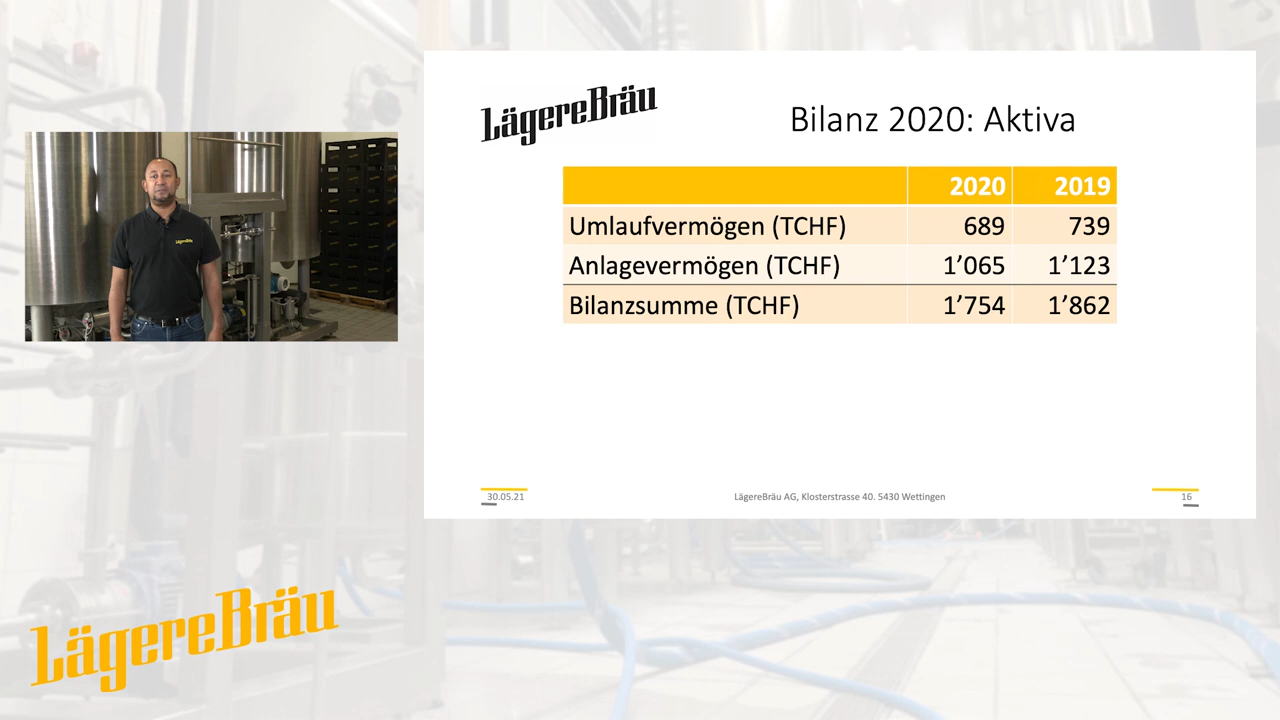 LägereBräu
Bilanz 2020: Aktiva
2020 2019
Umlaufvermögen (TCHF) 689 739
Anlagevermögen (TCHF) 1’065 1’123
Bilanzsumme (TCHF) 1’754 1’862
30.05.21 LägereBräu AG, Klosterstrasse 40. 5430 Wettingen 16
LägereBräu
LägereBräu